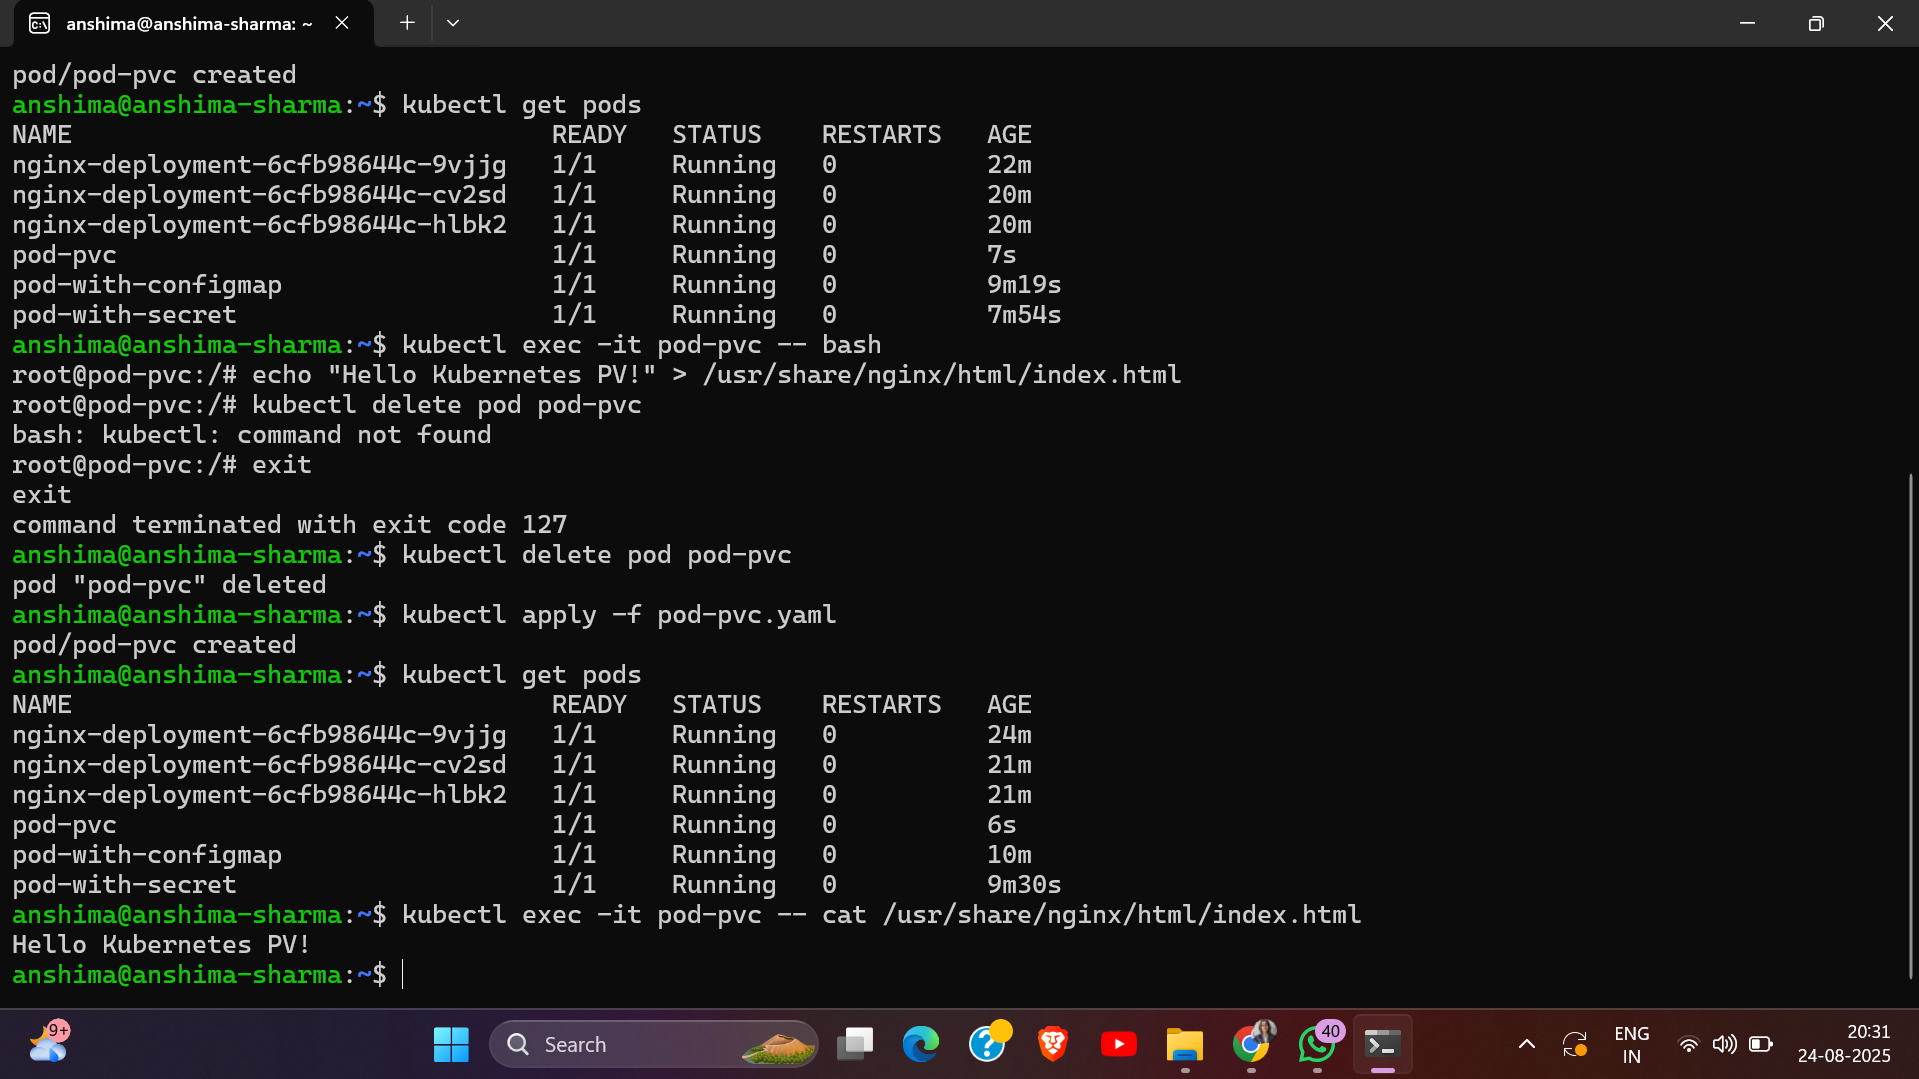 anshima@anshima-sharma: ~
pod/pod-pvc created
anshima@anshima-sharma:~$ kubectl get pods
NAME                                READY   STATUS    RESTARTS   AGE
nginx-deployment-6cfb98644c-9vjjg   1/1     Running   0          22m
nginx-deployment-6cfb98644c-cv2sd   1/1     Running   0          20m
nginx-deployment-6cfb98644c-hlbk2   1/1     Running   0          20m
pod-pvc                             1/1     Running   0          7s
pod-with-configmap                  1/1     Running   0          9m19s
pod-with-secret                     1/1     Running   0          7m54s
anshima@anshima-sharma:~$ kubectl exec -it pod-pvc -- bash
root@pod-pvc:/# echo "Hello Kubernetes PV!" > /usr/share/nginx/html/index.html
root@pod-pvc:/# kubectl delete pod pod-pvc
bash: kubectl: command not found
root@pod-pvc:/# exit
exit
command terminated with exit code 127
anshima@anshima-sharma:~$ kubectl delete pod pod-pvc
pod "pod-pvc" deleted
anshima@anshima-sharma:~$ kubectl apply -f pod-pvc.yaml
pod/pod-pvc created
anshima@anshima-sharma:~$ kubectl get pods
NAME                                READY   STATUS    RESTARTS   AGE
nginx-deployment-6cfb98644c-9vjjg   1/1     Running   0          24m
nginx-deployment-6cfb98644c-cv2sd   1/1     Running   0          21m
nginx-deployment-6cfb98644c-hlbk2   1/1     Running   0          21m
pod-pvc                             1/1     Running   0          6s
pod-with-configmap                  1/1     Running   0          10m
pod-with-secret                     1/1     Running   0          9m30s
anshima@anshima-sharma:~$ kubectl exec -it pod-pvc -- cat /usr/share/nginx/html/index.html
Hello Kubernetes PV!
anshima@anshima-sharma:~$
9+
Search
40
ENG
IN
20:31
24-08-2025